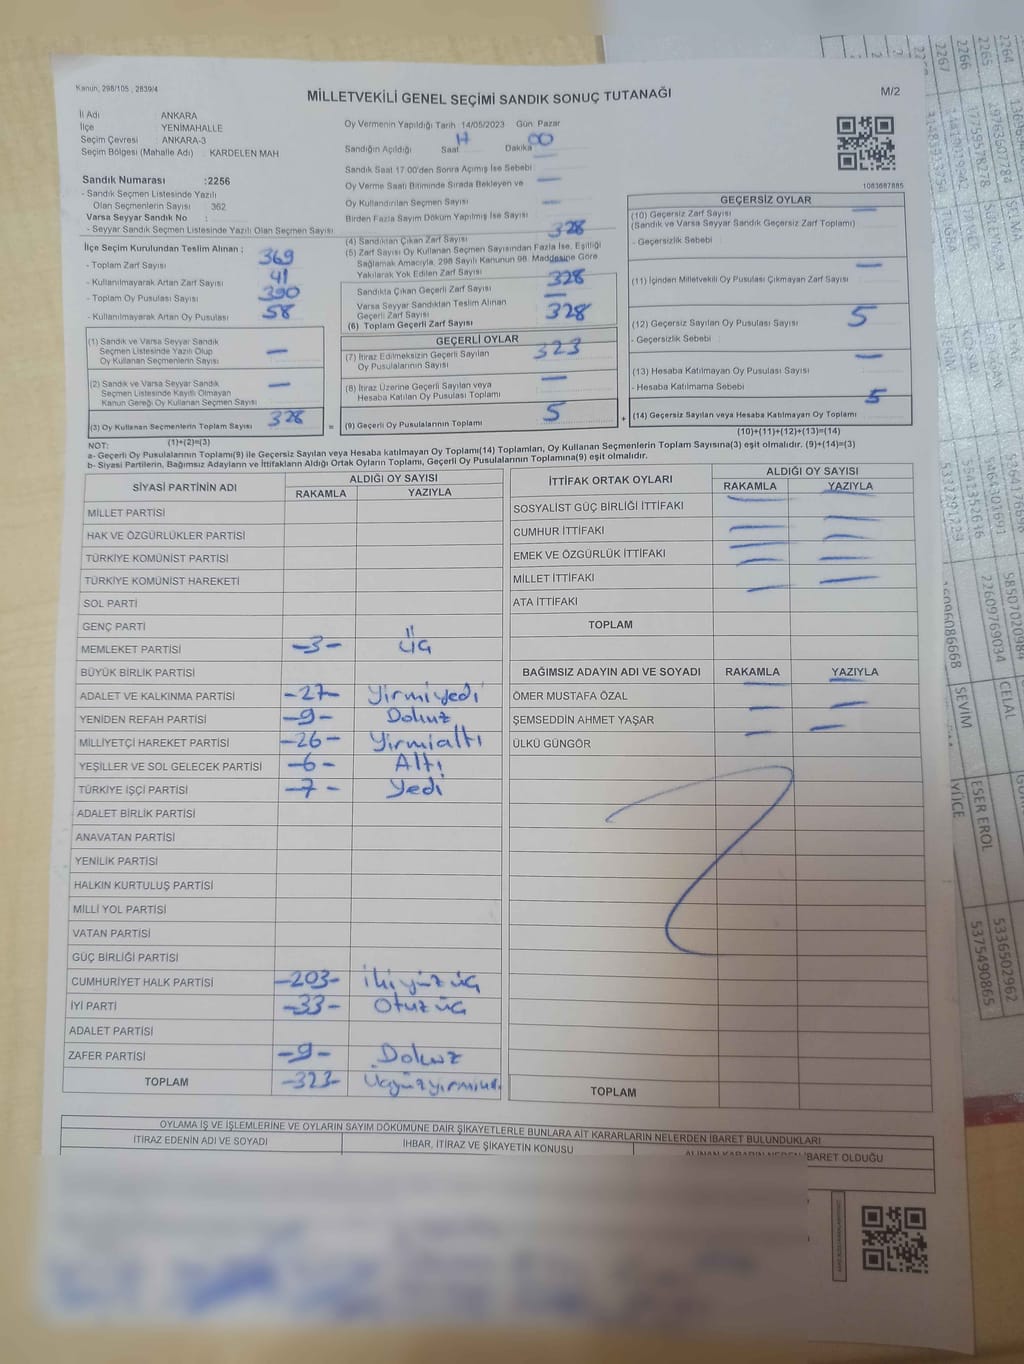 Kanun, 298/105 , 2839/4
MİLLETVEKİLİ GENEL SEÇİMİ SANDIK SONUÇ TUTANAĞI
M/2
İl Adı : ANKARA
İlçe : YENİMAHALLE
Seçim Çevresi : ANKARA-3
Seçim Bölgesi (Mahalle Adı) : KARDELEN MAH
Sandık Numarası :2256
- Sandık Seçmen Listesinde Yazılı
Olan Seçmenlerin Sayısı : 362
Varsa Seyyar Sandık No :
- Seyyar Sandık Seçmen Listesinde Yazılı Olan Seçmen Sayısı
Oy Vermenin Yapıldığı Tarih 14/05/2023 Gün Pazar
Sandığın Açıldığı Saat 17 Dakika 00
Sandık Saat 17.00'den Sonra Açımış İse Sebebi —
Oy Verme Saati Bitiminde Sırada Bekleyen ve
Oy Kullandırılan Seçmen Sayısı —
Birden Fazla Sayım Döküm Yapılmış İse Sayısı —
1083687885
İlçe Seçim Kurulundan Teslim Alınan ;
- Toplam Zarf Sayısı 369
- Kullanılmayarak Artan Zarf Sayısı 41
- Toplam Oy Pusulası Sayısı 390
- Kullanılmayarak Artan Oy Pusulası 58
(1) Sandık ve Varsa Seyyar Sandık
Seçmen Listesinde Yazılı Olup
Oy Kullanan Seçmenlerin Sayısı —
(2) Sandık ve Varsa Seyyar Sandık
Seçmen Listesinde Kayıtlı Olmayan
Kanun Gereği Oy Kullanan Seçmen Sayısı —
(3) Oy Kullanan Seçmenlerin Toplam Sayısı 328
(1)+(2)=(3)
(4) Sandıktan Çıkan Zarf Sayısı 328
(5) Zarf Sayısı Oy Kullanan Seçmen Sayısından Fazla İse, Eşitliği
Sağlamak Amacıyla, 298 Sayılı Kanunun 98. Maddesine Göre
Yakılarak Yok Edilen Zarf Sayısı
Sandıkta Çıkan Geçerli Zarf Sayısı 328
Varsa Seyyar Sandıktan Teslim Alınan
Geçerli Zarf Sayısı —
(6) Toplam Geçerli Zarf Sayısı 328
GEÇERLİ OYLAR
(7) İtiraz Edilmeksizin Geçerli Sayılan
Oy Pusulalarının Sayısı 323
(8) İtiraz Üzerine Geçerli Sayılan veya
Hesaba Katılan Oy Pusulası Toplamı —
= (9) Geçerli Oy Pusulalarının Toplamı 5 +
GEÇERSİZ OYLAR
(10) Geçersiz Zarf Sayısı —
(Sandık ve Varsa Seyyar Sandık Geçersiz Zarf Toplamı)
- Geçersizlik Sebebi :
(11) İçinden Milletvekili Oy Pusulası Çıkmayan Zarf Sayısı —
(12) Geçersiz Sayılan Oy Pusulası Sayısı 5
- Geçersizlik Sebebi :
(13) Hesaba Katılmayan Oy Pusulası Sayısı —
- Hesaba Katılmama Sebebi
(14) Geçersiz Sayılan veya Hesaba Katılmayan Oy Toplamı 5
(10)+(11)+(12)+(13)=(14)
NOT:
a- Geçerli Oy Pusulalarının Toplamı(9) ile Geçersiz Sayılan veya Hesaba katılmayan Oy Toplamı(14) Toplamları, Oy Kullanan Seçmenlerin Toplam Sayısına(3) eşit olmalıdır. (9)+(14)=(3)
b- Siyasi Partilerin, Bağımsız Adayların ve İttifakların Aldığı Ortak Oyların Toplamı, Geçerli Oy Pusulalarının Toplamına(9) eşit olmalıdır.
SİYASİ PARTİNİN ADI ALDIĞI OY SAYISI
RAKAMLA YAZIYLA
MİLLET PARTİSİ
HAK VE ÖZGÜRLÜKLER PARTİSİ
TÜRKİYE KOMÜNİST PARTİSİ
TÜRKİYE KOMÜNİST HAREKETİ
SOL PARTİ
GENÇ PARTİ
MEMLEKET PARTİSİ -3- Üç
BÜYÜK BİRLİK PARTİSİ
ADALET VE KALKINMA PARTİSİ -27- Yirmiyedi
YENİDEN REFAH PARTİSİ -9- Dokuz
MİLLİYETÇİ HAREKET PARTİSİ -26- Yirmialtı
YEŞİLLER VE SOL GELECEK PARTİSİ -6- Altı
TÜRKİYE İŞÇİ PARTİSİ -7- Yedi
ADALET BİRLİK PARTİSİ
ANAVATAN PARTİSİ
YENİLİK PARTİSİ
HALKIN KURTULUŞ PARTİSİ
MİLLİ YOL PARTİSİ
VATAN PARTİSİ
GÜÇ BİRLİĞİ PARTİSİ
CUMHURİYET HALK PARTİSİ -203- İkiyüzüç
İYİ PARTİ -33- Otuzüç
ADALET PARTİSİ
ZAFER PARTİSİ -9- Dokuz
TOPLAM -323-
İTTİFAK ORTAK OYLARI ALDIĞI OY SAYISI
RAKAMLA YAZIYLA
SOSYALİST GÜÇ BİRLİĞİ İTTİFAKI
CUMHUR İTTİFAKI
EMEK VE ÖZGÜRLÜK İTTİFAKI
MİLLET İTTİFAKI
ATA İTTİFAKI
TOPLAM
BAĞIMSIZ ADAYIN ADI VE SOYADI RAKAMLA YAZIYLA
ÖMER MUSTAFA ÖZAL
ŞEMSEDDİN AHMET YAŞAR
ÜLKÜ GÜNGÖR
TOPLAM
OYLAMA İŞ VE İŞLEMLERİNE VE OYLARIN SAYIM DÖKÜMÜNE DAİR ŞİKAYETLERLE BUNLARA AİT KARARLARIN NELERDEN İBARET BULUNDUKLARI
İTİRAZ EDENİN ADI VE SOYADI İHBAR, İTİRAZ VE ŞİKAYETİN KONUSU ALINAN KARARIN NEDEN İBARET OLDUĞU
2264
2265
2266
2267
SEVİM
CELAL
YÜCE
ESER EROL
5336502962
5375490865
22609769034